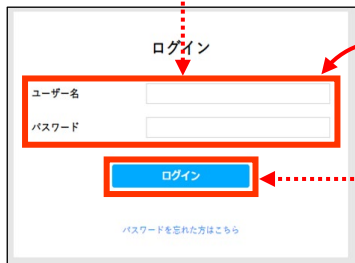 ログイン
ユーザー名
パスワード
ログイン
パスワードを忘れた方はこちら